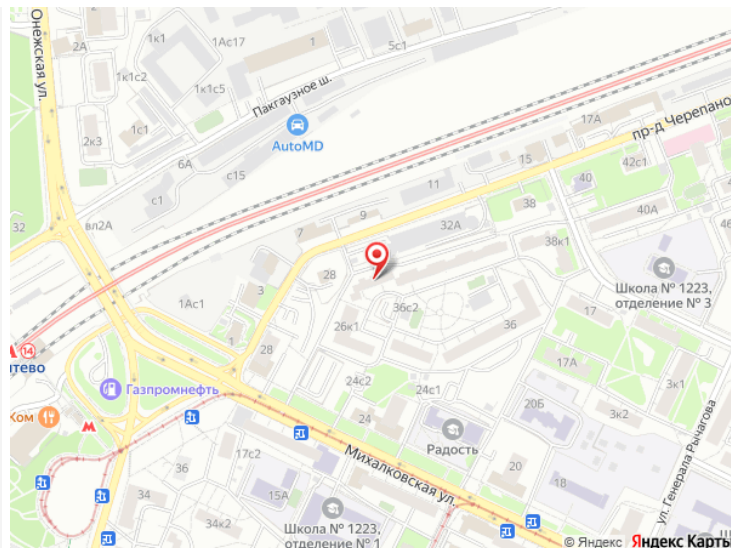 Онежская ул.
2А
1к1
1Ас17
1
5с1
1к1с2
1к1с5
Пакгаузное ш.
AutoMD
1с1
2к3
6А
с15
с1
32
вл2А
17А
пр-д Черепано
15
42с1
11
40
9
32А
38
40А
7
38к1
28
3
Школа № 1223,
отделение № 3
1Ас1
36с2
17
26к1
36
1
28
14
тево
17А
24с2
3к1
Газпромнефть
24с1
20Б
Ком
24
3к2
Радость
ул. Генерала Рычагова
Михалковская ул.
17с2
36
20
1В
34
15А
18
34к2
Школа № 1223,
отделение № 1
© Яндекс Яндекс Карты